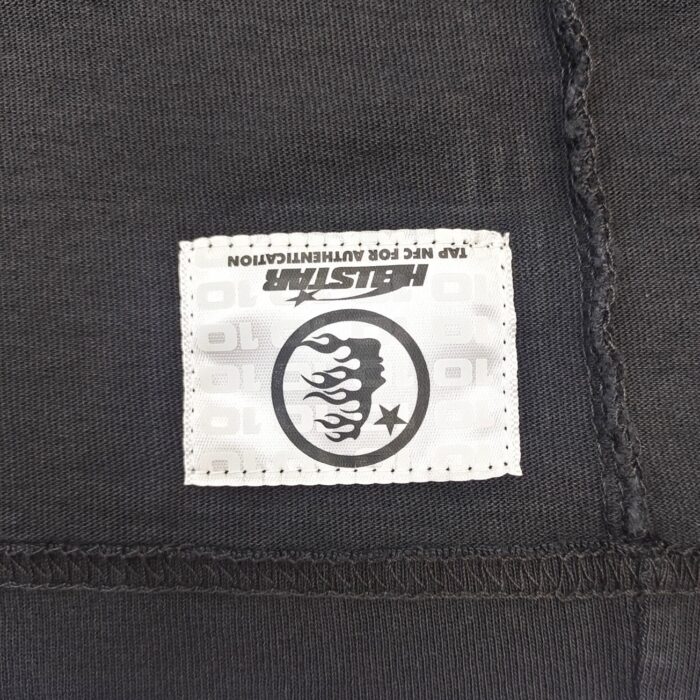 HELLSTAR
TAP NFC FOR AUTHENTICATION